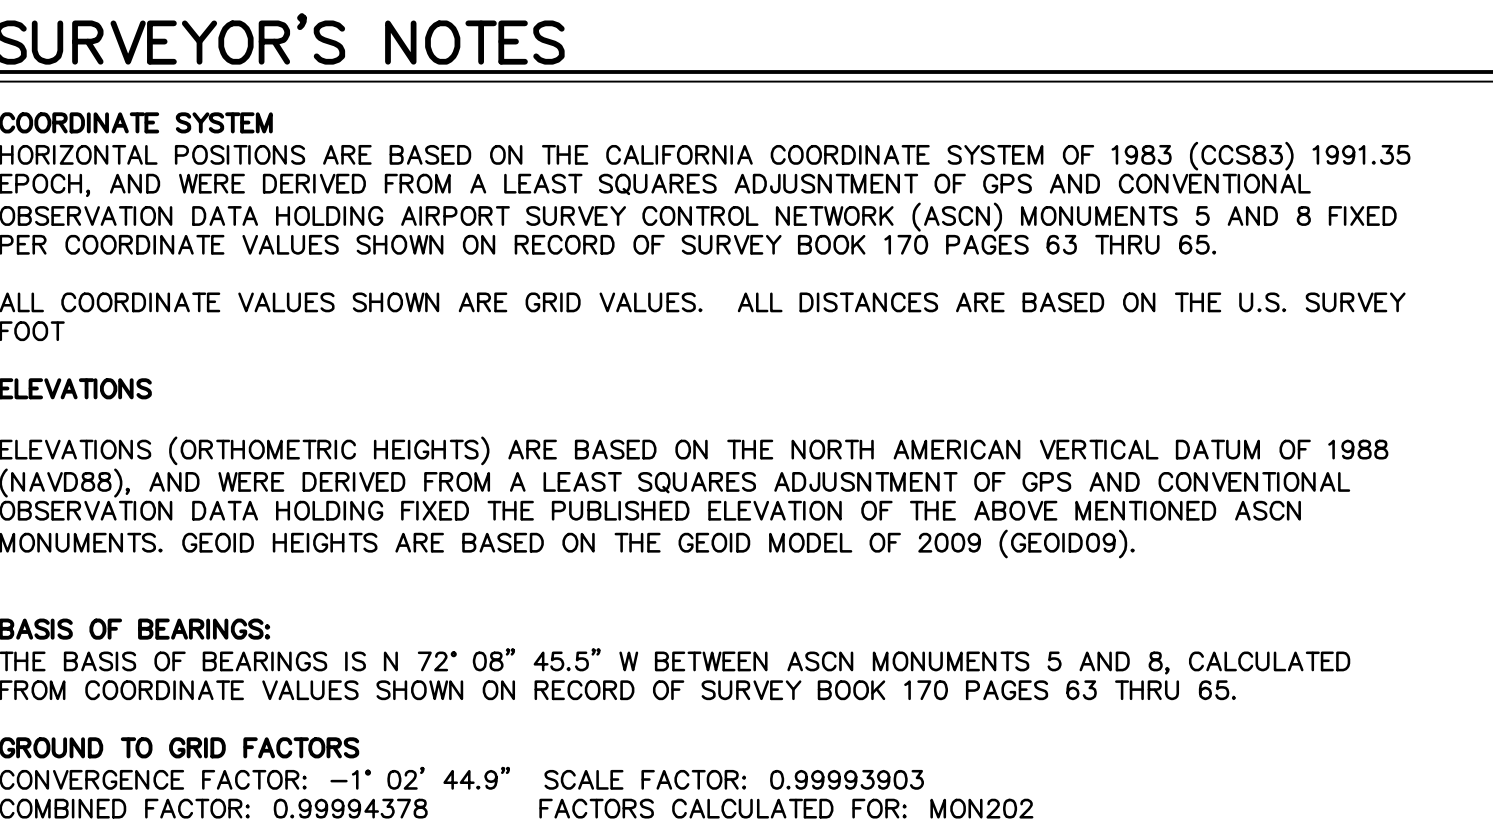 SURVEYOR'S NOTES
COORDINATE SYSTEM
HORIZONTAL POSITIONS ARE BASED ON THE CALIFORNIA COORDINATE SYSTEM OF 1983 (CCS83) 1991.35
EPOCH, AND WERE DERIVED FROM A LEAST SQUARES ADJUSNTMENT OF GPS AND CONVENTIONAL
OBSERVATION DATA HOLDING AIRPORT SURVEY CONTROL NETWORK (ASCN) MONUMENTS 5 AND 8 FIXED
PER COORDINATE VALUES SHOWN ON RECORD OF SURVEY BOOK 170 PAGES 63 THRU 65.
ALL COORDINATE VALUES SHOWN ARE GRID VALUES. ALL DISTANCES ARE BASED ON THE U.S. SURVEY
FOOT
ELEVATIONS
ELEVATIONS (ORTHOMETRIC HEIGHTS) ARE BASED ON THE NORTH AMERICAN VERTICAL DATUM OF 1988
(NAVD88), AND WERE DERIVED FROM A LEAST SQUARES ADJUSNTMENT OF GPS AND CONVENTIONAL
OBSERVATION DATA HOLDING FIXED THE PUBLISHED ELEVATION OF THE ABOVE MENTIONED ASCN
MONUMENTS. GEOID HEIGHTS ARE BASED ON THE GEOID MODEL OF 2009 (GEOID09).
BASIS OF BEARINGS:
THE BASIS OF BEARINGS IS N 72° 08" 45.5" W BETWEEN ASCN MONUMENTS 5 AND 8, CALCULATED
FROM COORDINATE VALUES SHOWN ON RECORD OF SURVEY BOOK 170 PAGES 63 THRU 65.
GROUND TO GRID FACTORS
CONVERGENCE FACTOR: −1° 02' 44.9" SCALE FACTOR: 0.99993903
COMBINED FACTOR: 0.99994378 FACTORS CALCULATED FOR: MON202